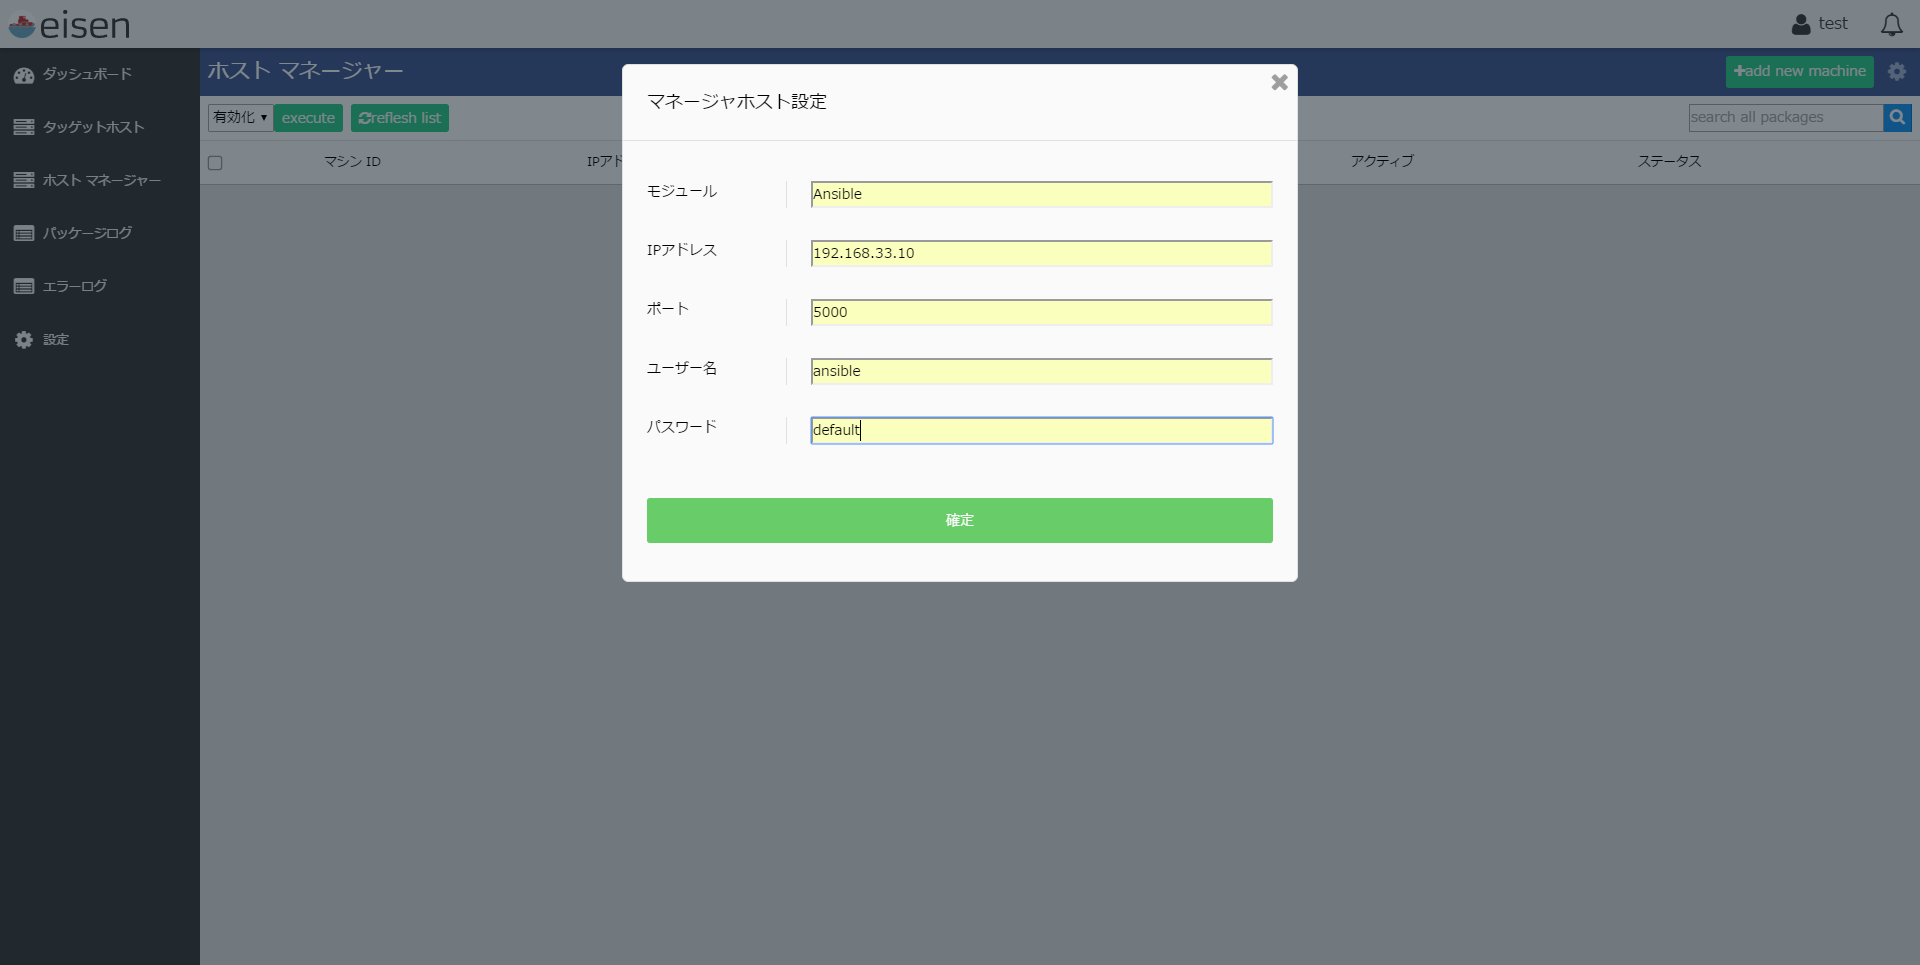 eisen
test
ダッシュボード
タッゲットホスト
ホスト マネージャー
パッケージログ
エラーログ
設定
ホスト マネージャー
add new machine
有効化
execute
reflesh list
search all packages
マシン ID
IPアド
アクティブ
ステータス
マネージャホスト設定
モジュール
Ansible
IPアドレス
192.168.33.10
ポート
5000
ユーザー名
ansible
パスワード
default
確定